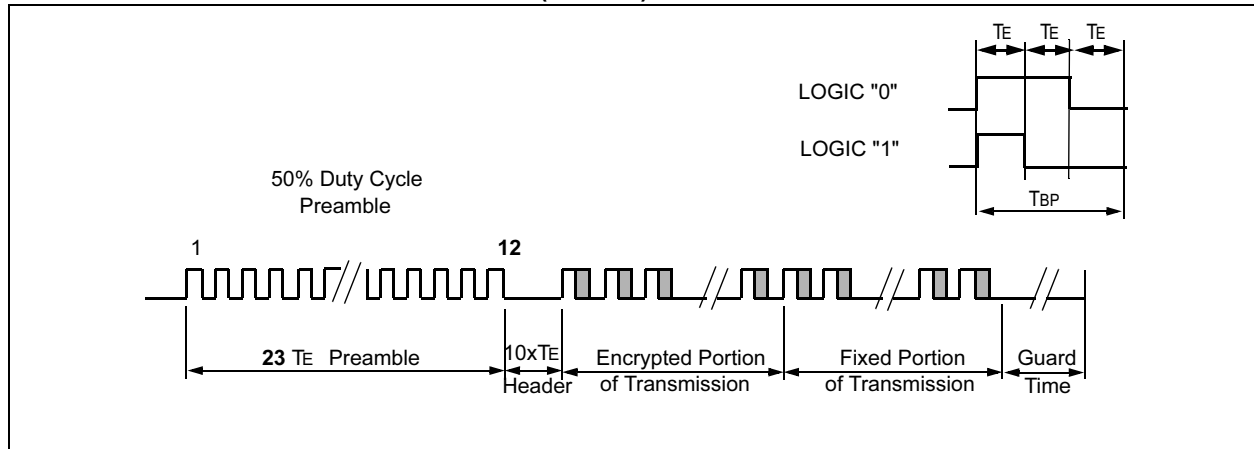 TE TE TE
LOGIC "0"
LOGIC "1"
TBP
50% Duty Cycle
Preamble
1 12
23 TE Preamble
10xTE
Header
Encrypted Portion
of Transmission
Fixed Portion
of Transmission
Guard
Time